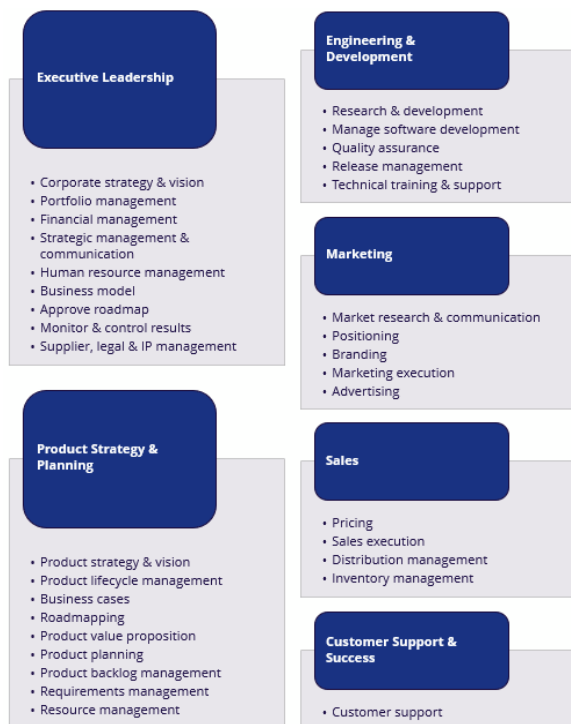 Executive Leadership
• Corporate strategy & vision
• Portfolio management
• Financial management
• Strategic management &
communication
• Human resource management
• Business model
• Approve roadmap
• Monitor & control results
• Supplier, legal & IP management
Product Strategy &
Planning
• Product strategy & vision
• Product lifecycle management
• Business cases
• Roadmapping
• Product value proposition
• Product planning
• Product backlog management
• Requirements management
• Resource management
Engineering &
Development
• Research & development
• Manage software development
• Quality assurance
• Release management
• Technical training & support
Marketing
• Market research & communication
• Positioning
• Branding
• Marketing execution
• Advertising
Sales
• Pricing
• Sales execution
• Distribution management
• Inventory management
Customer Support &
Success
• Customer support